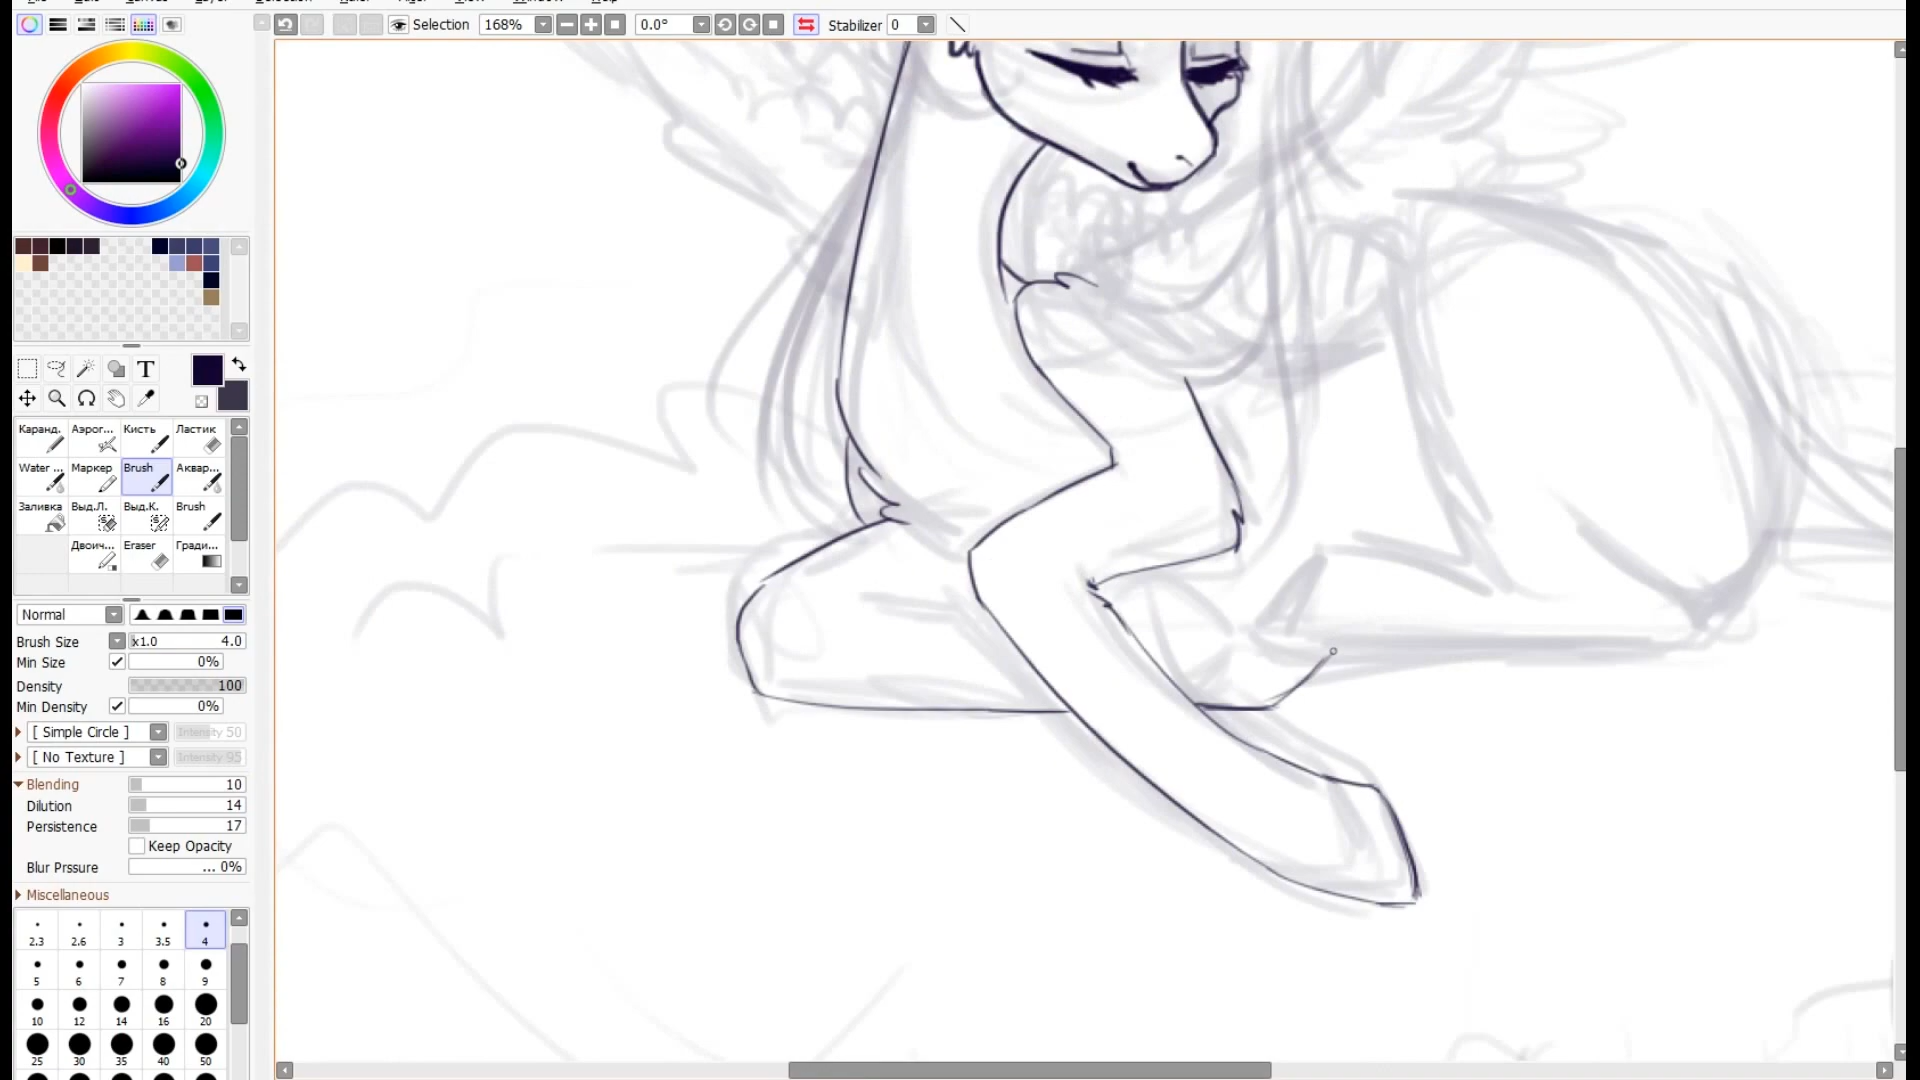 Selection 168% 0.0° Stabilizer 0
T
Каранд. Аэрог... Кисть Ластик
Water ... Маркер Brush Аквар...
Заливка Выд.Л. Выд.К. Brush
Двоич... Eraser Гради...
Normal
Brush Size x1.0 4.0
Min Size 0%
Density 100
Min Density 0%
[ Simple Circle ] Intensity 50
[ No Texture ] Intensity 95
Blending 10
Dilution 14
Persistence 17
Keep Opacity
Blur Prssure ... 0%
Miscellaneous
2.3 2.6 3 3.5 4
5 6 7 8 9
10 12 14 16 20
25 30 35 40 50